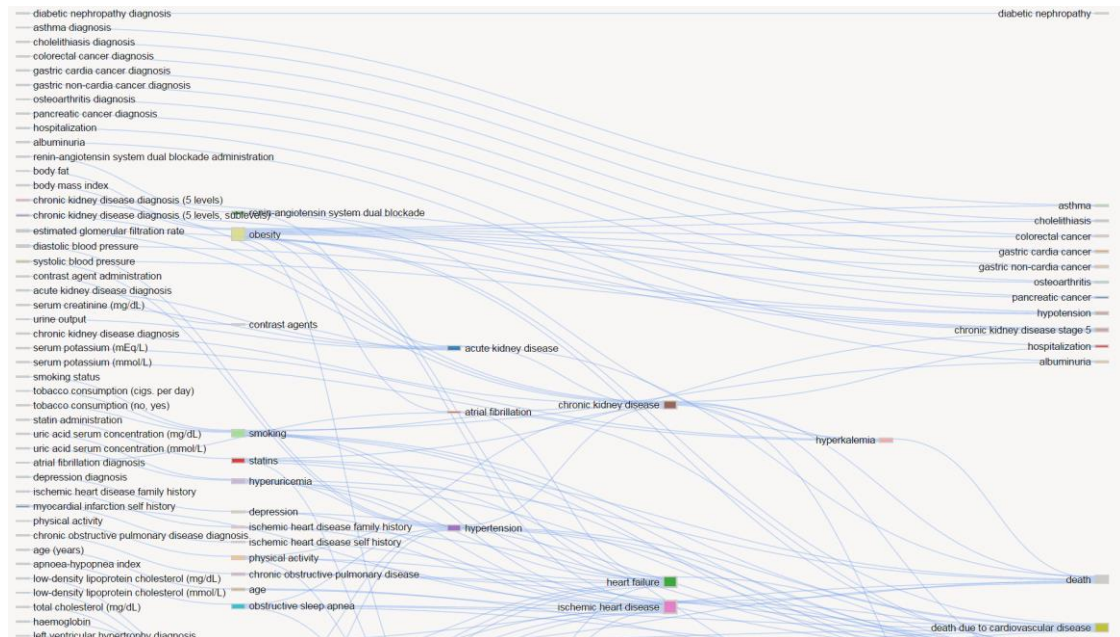 diabetic nephropathy diagnosis
asthma diagnosis
cholelithiasis diagnosis
colorectal cancer diagnosis
gastric cardia cancer diagnosis
gastric non-cardia cancer diagnosis
osteoarthritis diagnosis
pancreatic cancer diagnosis
hospitalization
albuminuria
renin-angiotensin system dual blockade administration
body fat
body mass index
chronic kidney disease diagnosis (5 levels)
chronic kidney disease diagnosis (5 levels, sublevels)
estimated glomerular filtration rate
diastolic blood pressure
systolic blood pressure
contrast agent administration
acute kidney disease diagnosis
serum creatinine (mg/dL)
urine output
chronic kidney disease diagnosis
serum potassium (mEq/L)
serum potassium (mmol/L)
smoking status
tobacco consumption (cigs. per day)
tobacco consumption (no, yes)
statin administration
uric acid serum concentration (mg/dL)
uric acid serum concentration (mmol/L)
atrial fibrillation diagnosis
depression diagnosis
ischemic heart disease family history
myocardial infarction self history
physical activity
chronic obstructive pulmonary disease diagnosis
age (years)
apnoea-hypopnea index
low-density lipoprotein cholesterol (mg/dL)
low-density lipoprotein cholesterol (mmol/L)
total cholesterol (mg/dL)
haemoglobin
left ventricular hypertrophy diagnosis
renin-angiotensin system dual blockade
obesity
contrast agents
smoking
statins
hyperuricemia
depression
ischemic heart disease family history
ischemic heart disease self history
physical activity
chronic obstructive pulmonary disease
age
obstructive sleep apnea
acute kidney disease
atrial fibrillation
hypertension
chronic kidney disease
heart failure
ischemic heart disease
hyperkalemia
diabetic nephropathy
asthma
cholelithiasis
colorectal cancer
gastric cardia cancer
gastric non-cardia cancer
osteoarthritis
pancreatic cancer
hypotension
chronic kidney disease stage 5
hospitalization
albuminuria
death
death due to cardiovascular disease